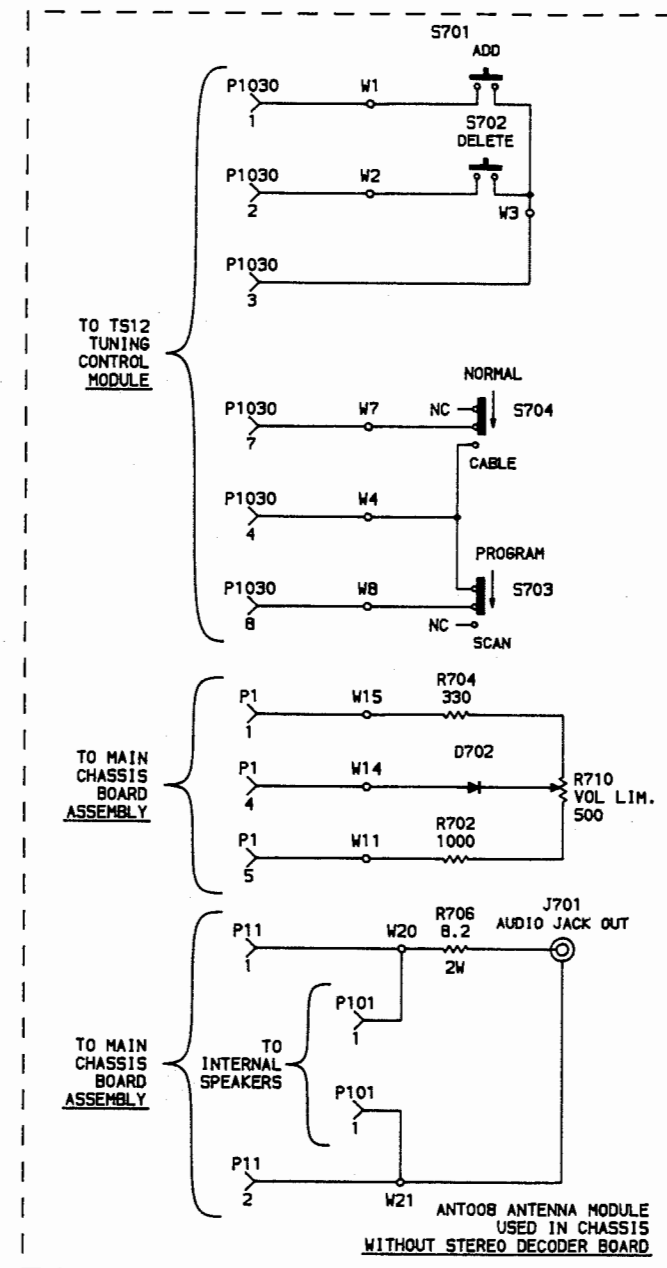 S701
ADD
P1030
W1
1
S702
DELETE
P1030
W2
2
W3
P1030
3
TO TS12
TUNING
CONTROL
MODULE
NORMAL
P1030
W7
NC
S704
7
CABLE
P1030
W4
4
PROGRAM
P1030
W8
S703
8
NC
SCAN
R704
330
P1
W15
1
D702
TO MAIN
CHASSIS
BOARD
ASSEMBLY
P1
W14
4
R710
VOL LIM.
500
R702
1000
P1
W11
5
J701
AUDIO JACK OUT
R706
8.2
P11
W20
1
2W
P101
1
TO
INTERNAL
SPEAKERS
TO MAIN
CHASSIS
BOARD
ASSEMBLY
P101
1
P11
2
W21
ANT008 ANTENNA MODULE
USED IN CHASSIS
WITHOUT STEREO DECODER BOARD